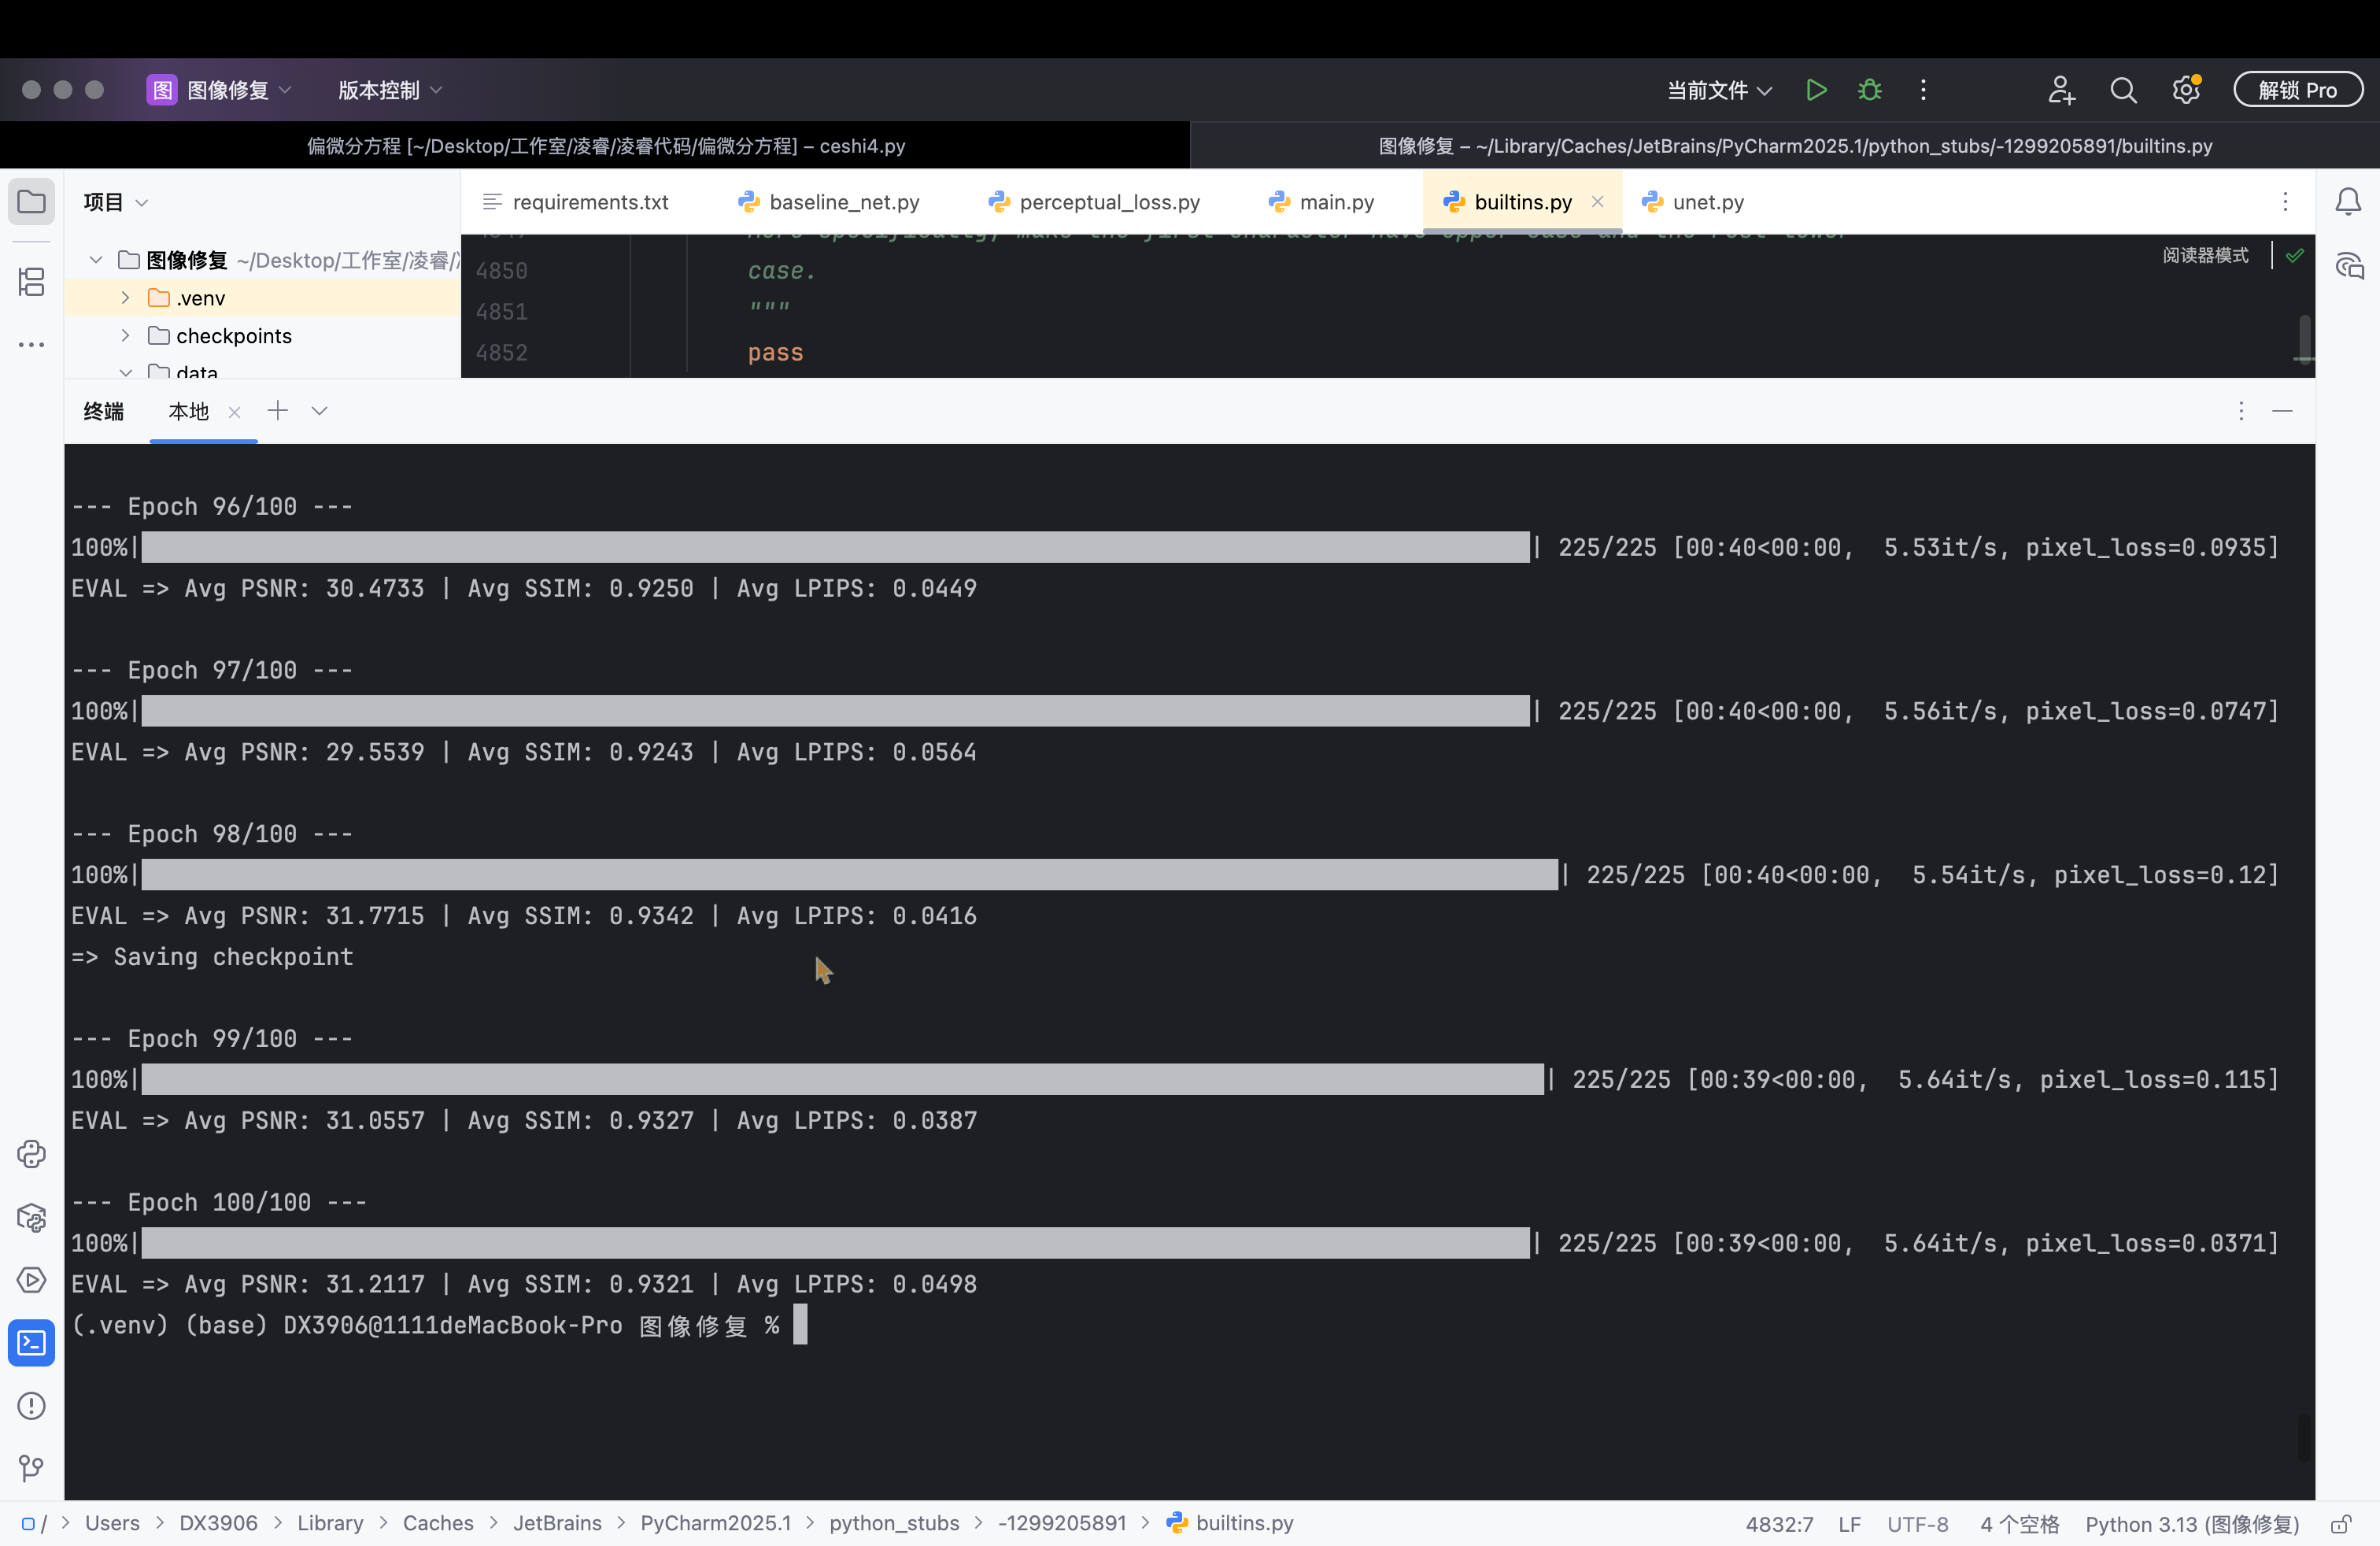 图 图像修复 版本控制 当前文件 解锁 Pro
偏微分方程 [~/Desktop/工作室/凌睿/凌睿代码/偏微分方程] – ceshi4.py
图像修复 – ~/Library/Caches/JetBrains/PyCharm2025.1/python_stubs/-1299205891/builtins.py
项目
requirements.txt baseline_net.py perceptual_loss.py main.py builtins.py unet.py
图像修复 ~/Desktop/工作室/凌睿/
.venv
checkpoints
data
4850 case.
4851 """
4852 pass
阅读器模式
终端 本地
--- Epoch 96/100 ---
100%| | 225/225 [00:40<00:00,  5.53it/s, pixel_loss=0.0935]
EVAL => Avg PSNR: 30.4733 | Avg SSIM: 0.9250 | Avg LPIPS: 0.0449
--- Epoch 97/100 ---
100%| | 225/225 [00:40<00:00,  5.56it/s, pixel_loss=0.0747]
EVAL => Avg PSNR: 29.5539 | Avg SSIM: 0.9243 | Avg LPIPS: 0.0564
--- Epoch 98/100 ---
100%| | 225/225 [00:40<00:00,  5.54it/s, pixel_loss=0.12]
EVAL => Avg PSNR: 31.7715 | Avg SSIM: 0.9342 | Avg LPIPS: 0.0416
=> Saving checkpoint
--- Epoch 99/100 ---
100%| | 225/225 [00:39<00:00,  5.64it/s, pixel_loss=0.115]
EVAL => Avg PSNR: 31.0557 | Avg SSIM: 0.9327 | Avg LPIPS: 0.0387
--- Epoch 100/100 ---
100%| | 225/225 [00:39<00:00,  5.64it/s, pixel_loss=0.0371]
EVAL => Avg PSNR: 31.2117 | Avg SSIM: 0.9321 | Avg LPIPS: 0.0498
(.venv) (base) DX3906@1111deMacBook-Pro 图像修复 %
/ > Users > DX3906 > Library > Caches > JetBrains > PyCharm2025.1 > python_stubs > -1299205891 > builtins.py
4832:7 LF UTF-8 4 个空格 Python 3.13 (图像修复)